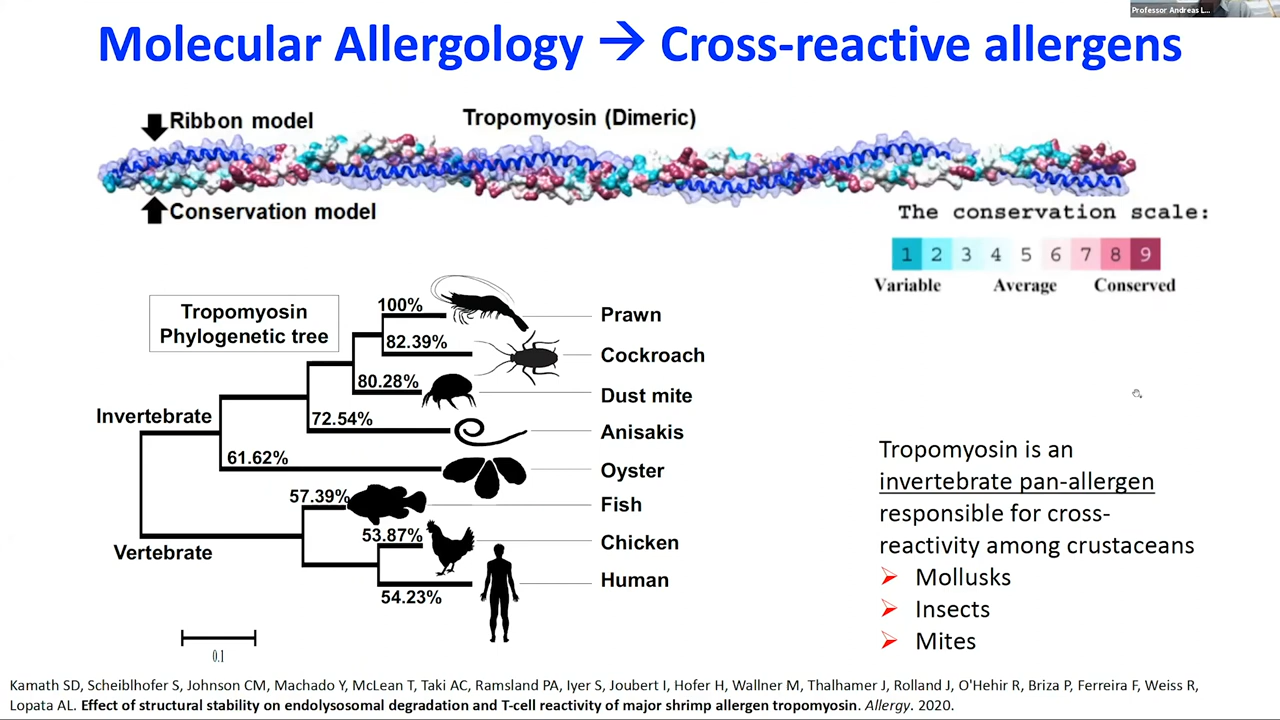 Professor Andreas L...
Molecular Allergology → Cross-reactive allergens
Ribbon model
Tropomyosin (Dimeric)
Conservation model
The conservation scale:
1 2 3 4 5 6 7 8 9
Variable Average Conserved
Tropomyosin
Phylogenetic tree
100%
Prawn
82.39%
Cockroach
80.28%
Dust mite
Invertebrate
72.54%
Anisakis
61.62%
Oyster
57.39%
Fish
53.87%
Chicken
Vertebrate
Human
54.23%
0.1
Tropomyosin is an
invertebrate pan-allergen
responsible for cross-
reactivity among crustaceans
➢ Mollusks
➢ Insects
➢ Mites
Kamath SD, Scheiblhofer S, Johnson CM, Machado Y, McLean T, Taki AC, Ramsland PA, Iyer S, Joubert I, Hofer H, Wallner M, Thalhamer J, Rolland J, O'Hehir R, Briza P, Ferreira F, Weiss R,
Lopata AL. Effect of structural stability on endolysosomal degradation and T-cell reactivity of major shrimp allergen tropomyosin. Allergy. 2020.